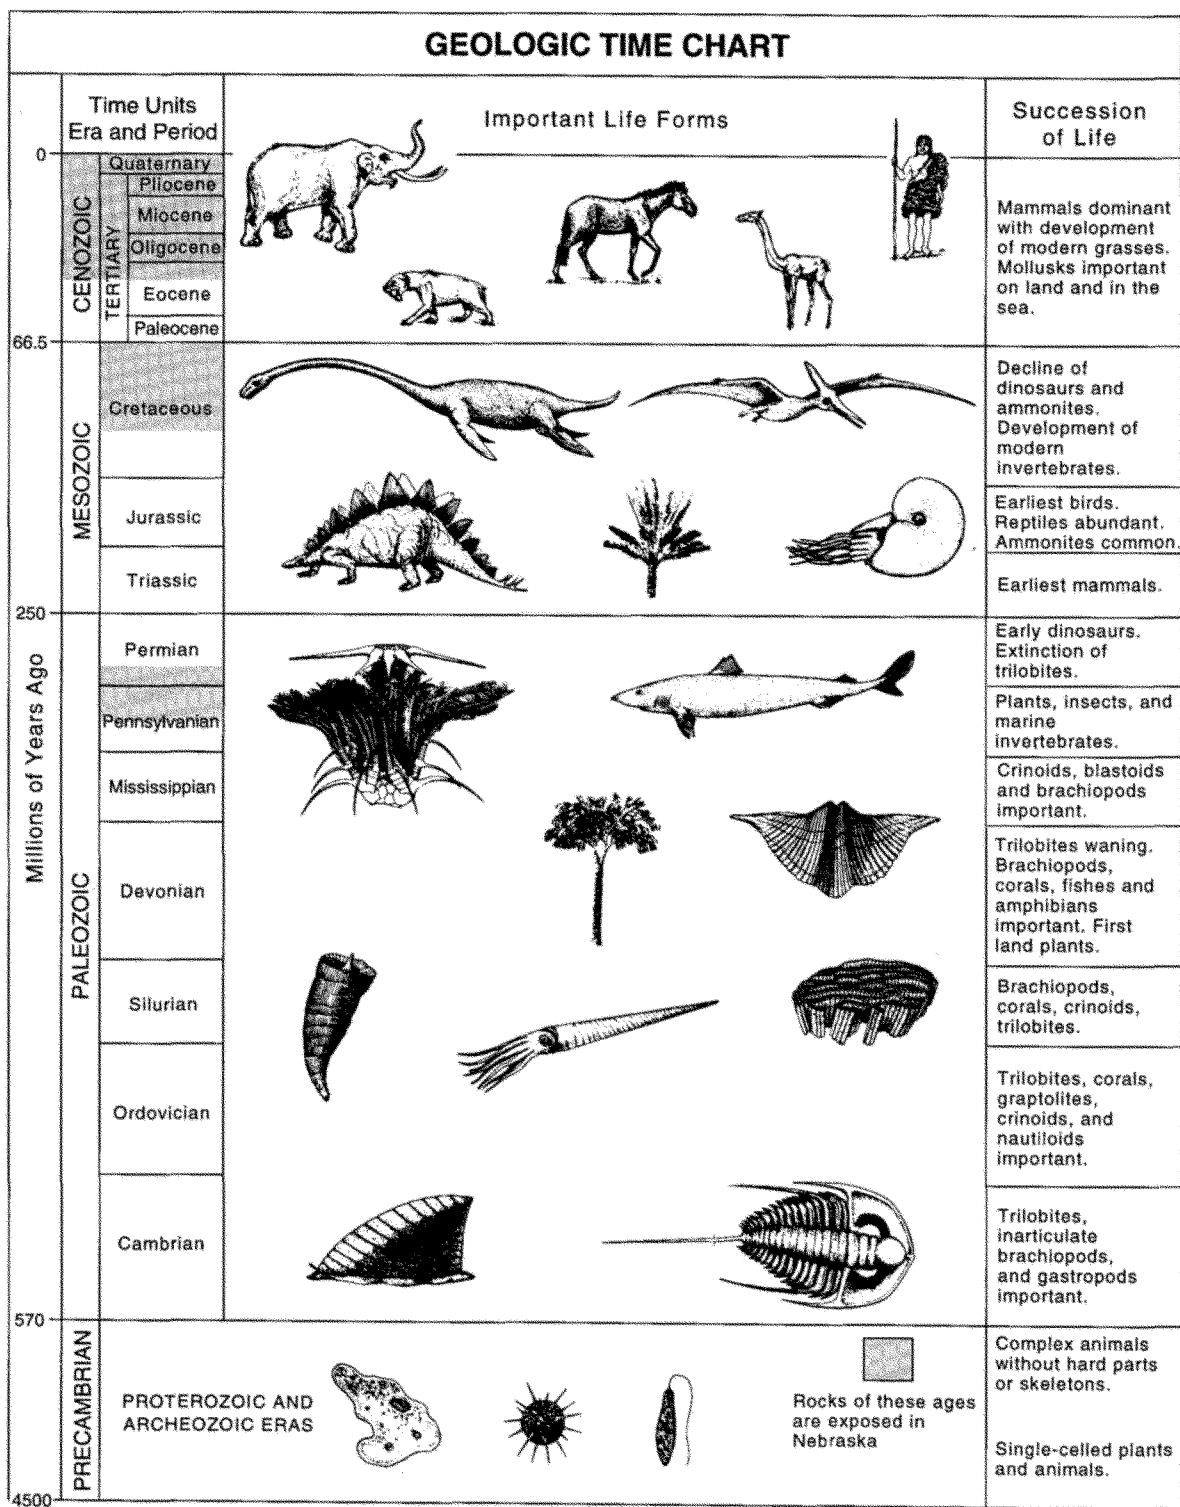 GEOLOGIC TIME CHART
Time Units
Era and Period
Important Life Forms
Succession
of Life
0
CENOZOIC
Quaternary
TERTIARY
Pliocene
Miocene
Oligocene
Eocene
Paleocene
Mammals dominant
with development
of modern grasses.
Mollusks important
on land and in the
sea.
66.5
MESOZOIC
Cretaceous
Decline of
dinosaurs and
ammonites.
Development of
modern
invertebrates.
Jurassic
Earliest birds.
Reptiles abundant.
Ammonites common.
Triassic
Earliest mammals.
250
Millions of Years Ago
PALEOZOIC
Permian
Early dinosaurs.
Extinction of
trilobites.
Pennsylvanian
Plants, insects, and
marine
invertebrates.
Mississippian
Crinoids, blastoids
and brachiopods
important.
Devonian
Trilobites waning.
Brachiopods,
corals, fishes and
amphibians
important. First
land plants.
Silurian
Brachiopods,
corals, crinoids,
trilobites.
Ordovician
Trilobites, corals,
graptolites,
crinoids, and
nautiloids
important.
Cambrian
Trilobites,
inarticulate
brachiopods,
and gastropods
important.
570
PRECAMBRIAN
PROTEROZOIC AND
ARCHEOZOIC ERAS
Rocks of these ages
are exposed in
Nebraska
Complex animals
without hard parts
or skeletons.
Single-celled plants
and animals.
4500